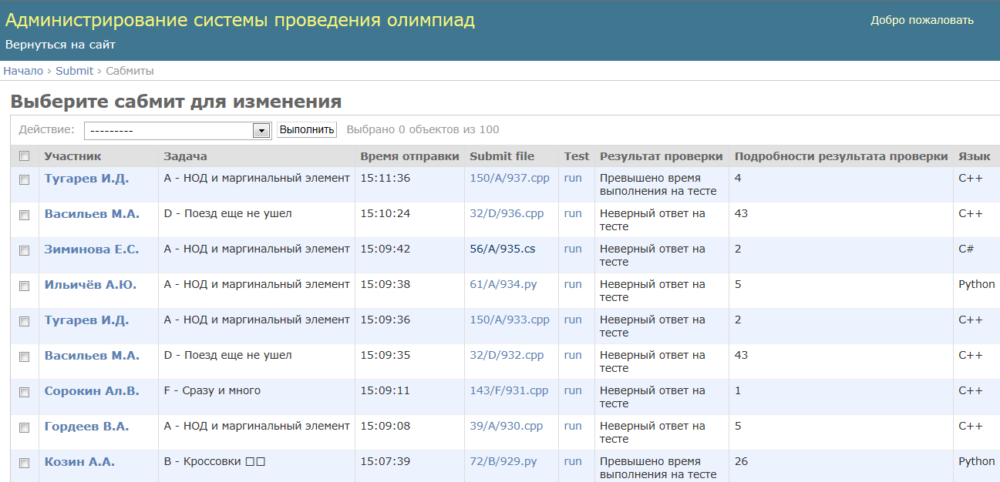 Администрирование системы проведения олимпиад
Добро пожаловать
Вернуться на сайт
Начало › Submit › Сабмиты
Выберите сабмит для изменения
Действие: --------- Выполнить Выбрано 0 объектов из 100
Участник Задача Время отправки Submit file Test Результат проверки Подробности результата проверки Язык
Тугарев И.Д. A - НОД и маргинальный элемент 15:11:36 150/A/937.cpp run Превышено время 4 C++
выполнения на тесте
Васильев М.А. D - Поезд еще не ушел 15:10:24 32/D/936.cpp run Неверный ответ на 43 C++
тесте
Зиминова Е.С. A - НОД и маргинальный элемент 15:09:42 56/A/935.cs run Неверный ответ на 2 C#
тесте
Ильичёв А.Ю. A - НОД и маргинальный элемент 15:09:38 61/A/934.py run Неверный ответ на 5 Python
тесте
Тугарев И.Д. A - НОД и маргинальный элемент 15:09:36 150/A/933.cpp run Неверный ответ на 2 C++
тесте
Васильев М.А. D - Поезд еще не ушел 15:09:35 32/D/932.cpp run Неверный ответ на 43 C++
тесте
Сорокин Ал.В. F - Сразу и много 15:09:11 143/F/931.cpp run Неверный ответ на 1 C++
тесте
Гордеев В.А. A - НОД и маргинальный элемент 15:09:08 39/A/930.cpp run Неверный ответ на 5 C++
тесте
Козин А.А. B - Кроссовки □□ 15:07:39 72/B/929.py run Превышено время 26 Python
выполнения на тесте